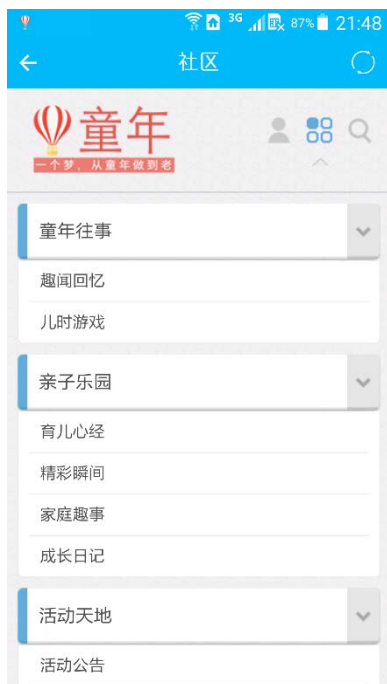 3G 87% 21:48
社区
童年
一个梦，从童年做到老
童年往事
趣闻回忆
儿时游戏
亲子乐园
育儿心经
精彩瞬间
家庭趣事
成长日记
活动天地
活动公告